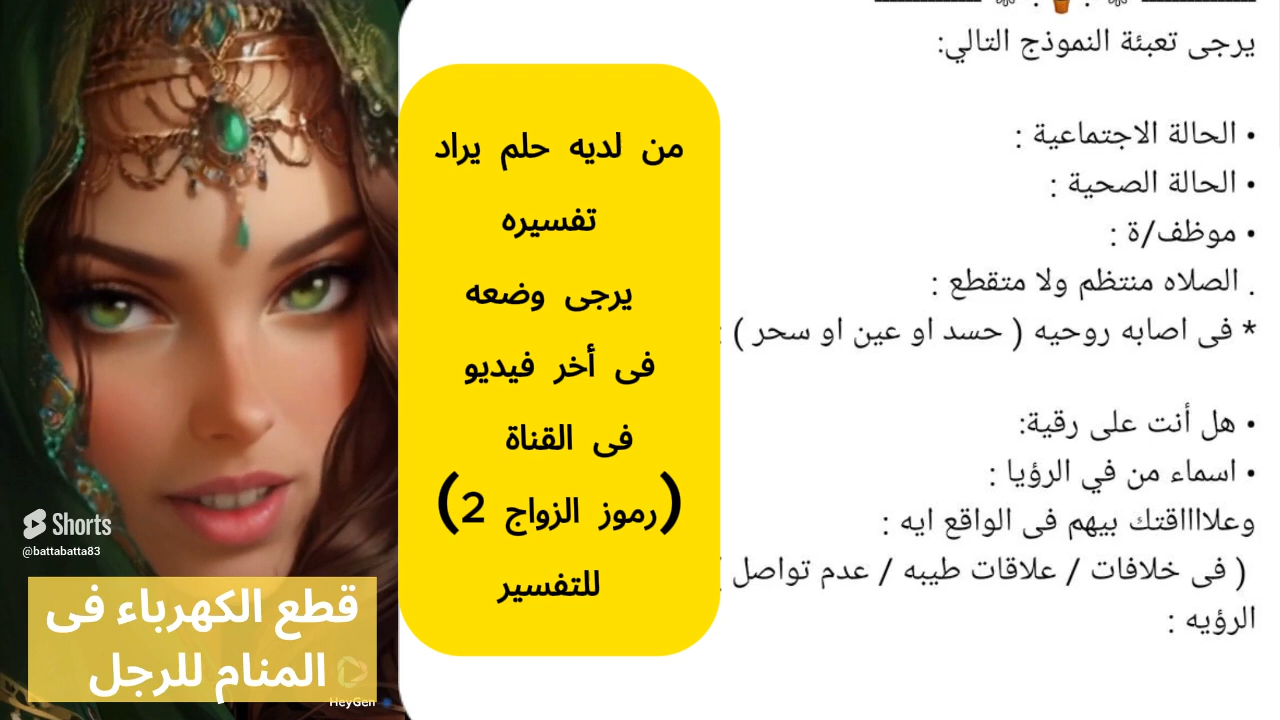 يرجى تعبئة النموذج التالي:
• الحالة الاجتماعية :
• الحالة الصحية :
• موظف/ة :
. الصلاه منتظم ولا متقطع :
* فى اصابه روحيه ( حسد او عين او سحر ) :
• هل أنت على رقية:
• اسماء من في الرؤيا :
وعلااااقتك بيهم فى الواقع ايه :
( فى خلافات / علاقات طيبه / عدم تواصل )
الرؤيه :
من لديه حلم يراد
تفسيره
يرجى وضعه
فى أخر فيديو
فى القناة
(رموز الزواج 2)
للتفسير
Shorts
@battabatta83
قطع الكهرباء فى
المنام للرجل
HeyGen